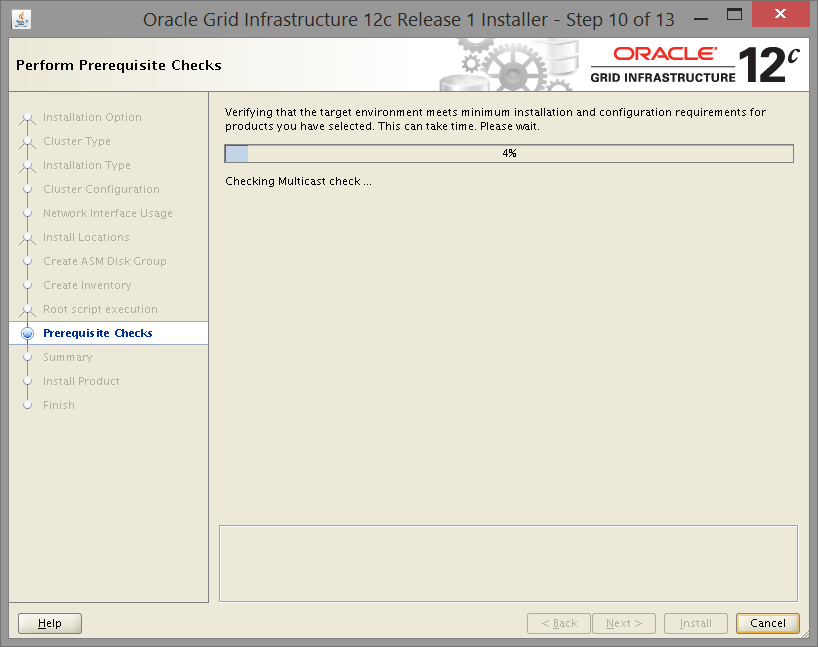 Oracle Grid Infrastructure 12c Release 1 Installer - Step 10 of 13
Perform Prerequisite Checks
ORACLE®
GRID INFRASTRUCTURE
12c
Installation Option
Cluster Type
Installation Type
Cluster Configuration
Network Interface Usage
Install Locations
Create ASM Disk Group
Create Inventory
Root script execution
Prerequisite Checks
Summary
Install Product
Finish
Verifying that the target environment meets minimum installation and configuration requirements for
products you have selected. This can take time. Please wait.
4%
Checking Multicast check ...
Help
< Back
Next >
Install
Cancel